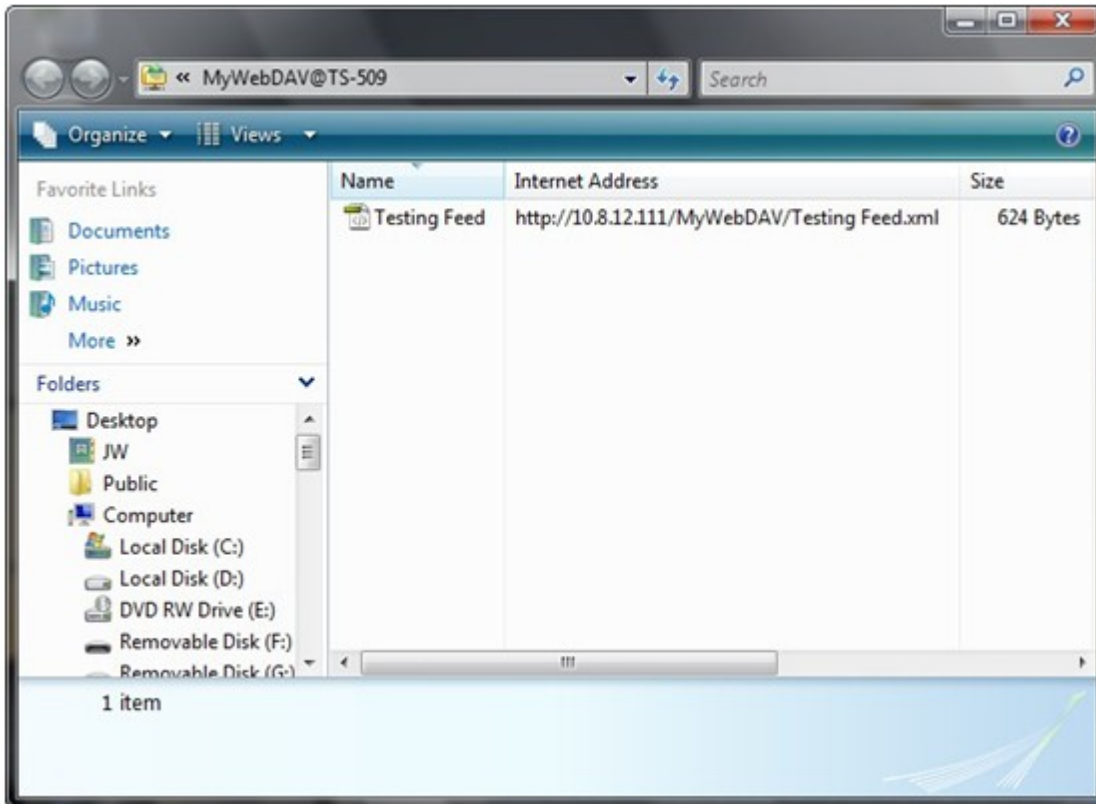 « MyWebDAV@TS-509
Search
Organize Views
Favorite Links
Documents
Pictures
Music
More »
Folders
Desktop
JW
Public
Computer
Local Disk (C:)
Local Disk (D:)
DVD RW Drive (E:)
Removable Disk (F:)
Removable Disk (G:)
Name Internet Address Size
Testing Feed http://10.8.12.111/MyWebDAV/Testing Feed.xml 624 Bytes
1 item